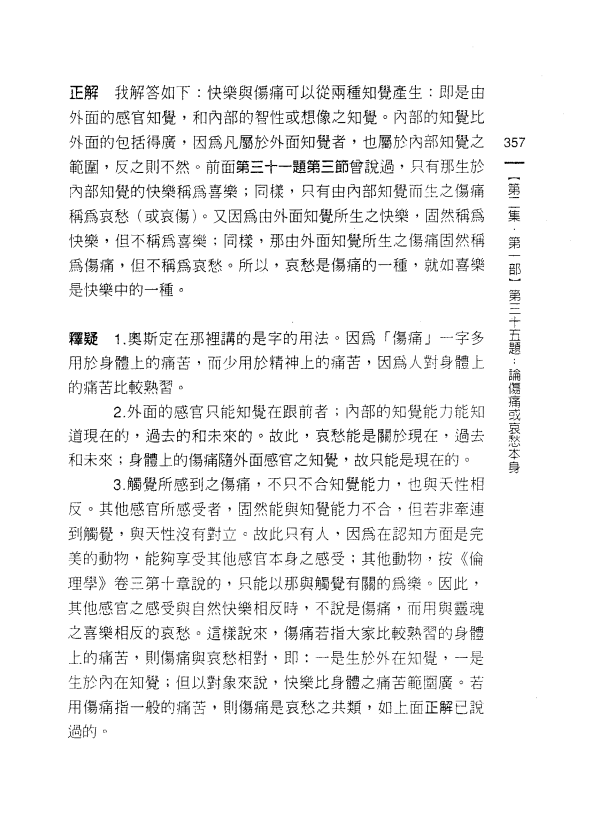 正解　我解答如下：快樂與傷痛可以從兩種知覺產生：即是由
外面的感官知覺，和內部的智性或想像之知覺。內部的知覺比
外面的包括得廣，因爲凡屬於外面知覺者，也屬於內部知覺之
範圍，反之則不然。前面第三十一題第三節曾說過，只有那生於
內部知覺的快樂稱爲喜樂；同樣，只有由內部知覺而生之傷痛
稱爲哀愁（或哀傷）。又因爲由外面知覺所生之快樂，固然稱爲
快樂，但不稱爲喜樂；同樣，那由外面知覺所生之傷痛固然稱
爲傷痛，但不稱爲哀愁。所以，哀愁是傷痛的一種，就如喜樂
是快樂中的一種。
釋疑　1.奧斯定在那裡講的是字的用法。因爲「傷痛」一字多
用於身體上的痛苦，而少用於精神上的痛苦，因爲人對身體上
的痛苦比較熟習。
2.外面的感官只能知覺在跟前者；內部的知覺能力能知
道現在的，過去的和未來的。故此，哀愁能是關於現在，過去
和未來；身體上的傷痛隨外面感官之知覺，故只能是現在的。
3.觸覺所感到之傷痛，不只不合知覺能力，也與天性相
反。其他感官所感受者，固然能與知覺能力不合，但若非牽連
到觸覺，與天性沒有對立。故此只有人，因爲在認知方面是完
美的動物，能夠享受其他感官本身之感受；其他動物，按《倫
理學》卷三第十章說的，只能以那與觸覺有關的爲樂。因此，
其他感官之感受與自然快樂相反時，不說是傷痛，而用與靈魂
之喜樂相反的哀愁。這樣說來，傷痛若指大家比較熟習的身體
上的痛苦，則傷痛與哀愁相對，即：一是生於外在知覺，一是
生於內在知覺；但以對象來說，快樂比身體之痛苦範圍廣。若
用傷痛指一般的痛苦，則傷痛是哀愁之共類，如上面正解已說
過的。
357
【第二集·第一部】第三十五題：論傷痛或哀愁本身